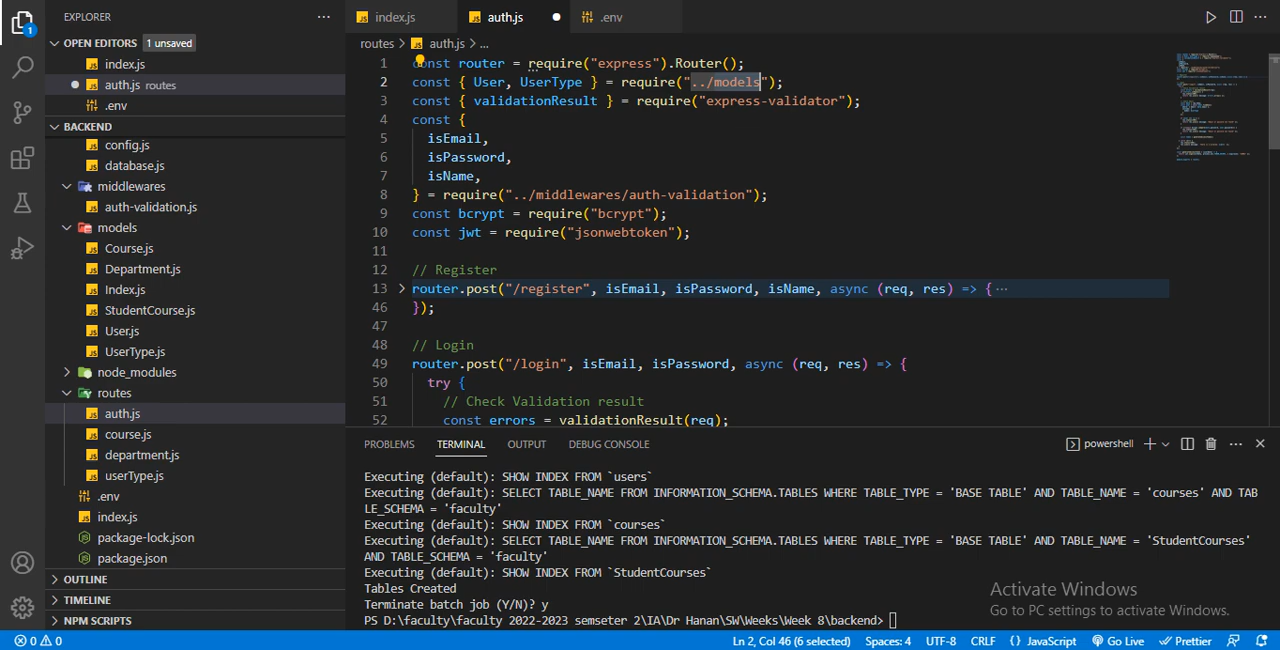 EXPLORER
OPEN EDITORS 1 unsaved
index.js
auth.js routes
.env
BACKEND
config.js
database.js
middlewares
auth-validation.js
models
Course.js
Department.js
Index.js
StudentCourse.js
User.js
UserType.js
node_modules
routes
auth.js
course.js
department.js
userType.js
.env
index.js
package-lock.json
package.json
OUTLINE
TIMELINE
NPM SCRIPTS
index.js auth.js .env
routes > auth.js > ...
1 const router = require("express").Router();
2 const { User, UserType } = require("../models");
3 const { validationResult } = require("express-validator");
4 const {
5 isEmail,
6 isPassword,
7 isName,
8 } = require("../middlewares/auth-validation");
9 const bcrypt = require("bcrypt");
10 const jwt = require("jsonwebtoken");
11
12 // Register
13 router.post("/register", isEmail, isPassword, isName, async (req, res) => { ...
46 });
47
48 // Login
49 router.post("/login", isEmail, isPassword, async (req, res) => {
50 try {
51 // Check Validation result
52 const errors = validationResult(req);
PROBLEMS TERMINAL OUTPUT DEBUG CONSOLE powershell
Executing (default): SHOW INDEX FROM `users`
Executing (default): SELECT TABLE_NAME FROM INFORMATION_SCHEMA.TABLES WHERE TABLE_TYPE = 'BASE TABLE' AND TABLE_NAME = 'courses' AND TAB
LE_SCHEMA = 'faculty'
Executing (default): SHOW INDEX FROM `courses`
Executing (default): SELECT TABLE_NAME FROM INFORMATION_SCHEMA.TABLES WHERE TABLE_TYPE = 'BASE TABLE' AND TABLE_NAME = 'StudentCourses'
AND TABLE_SCHEMA = 'faculty'
Executing (default): SHOW INDEX FROM `StudentCourses`
Tables Created
Terminate batch job (Y/N)? y
PS D:\faculty\faculty 2022-2023 semseter 2\IA\Dr Hanan\SW\Weeks\Week 8\backend>
Activate Windows
Go to PC settings to activate Windows.
0 0 Ln 2, Col 46 (6 selected) Spaces: 4 UTF-8 CRLF {} JavaScript Go Live Prettier